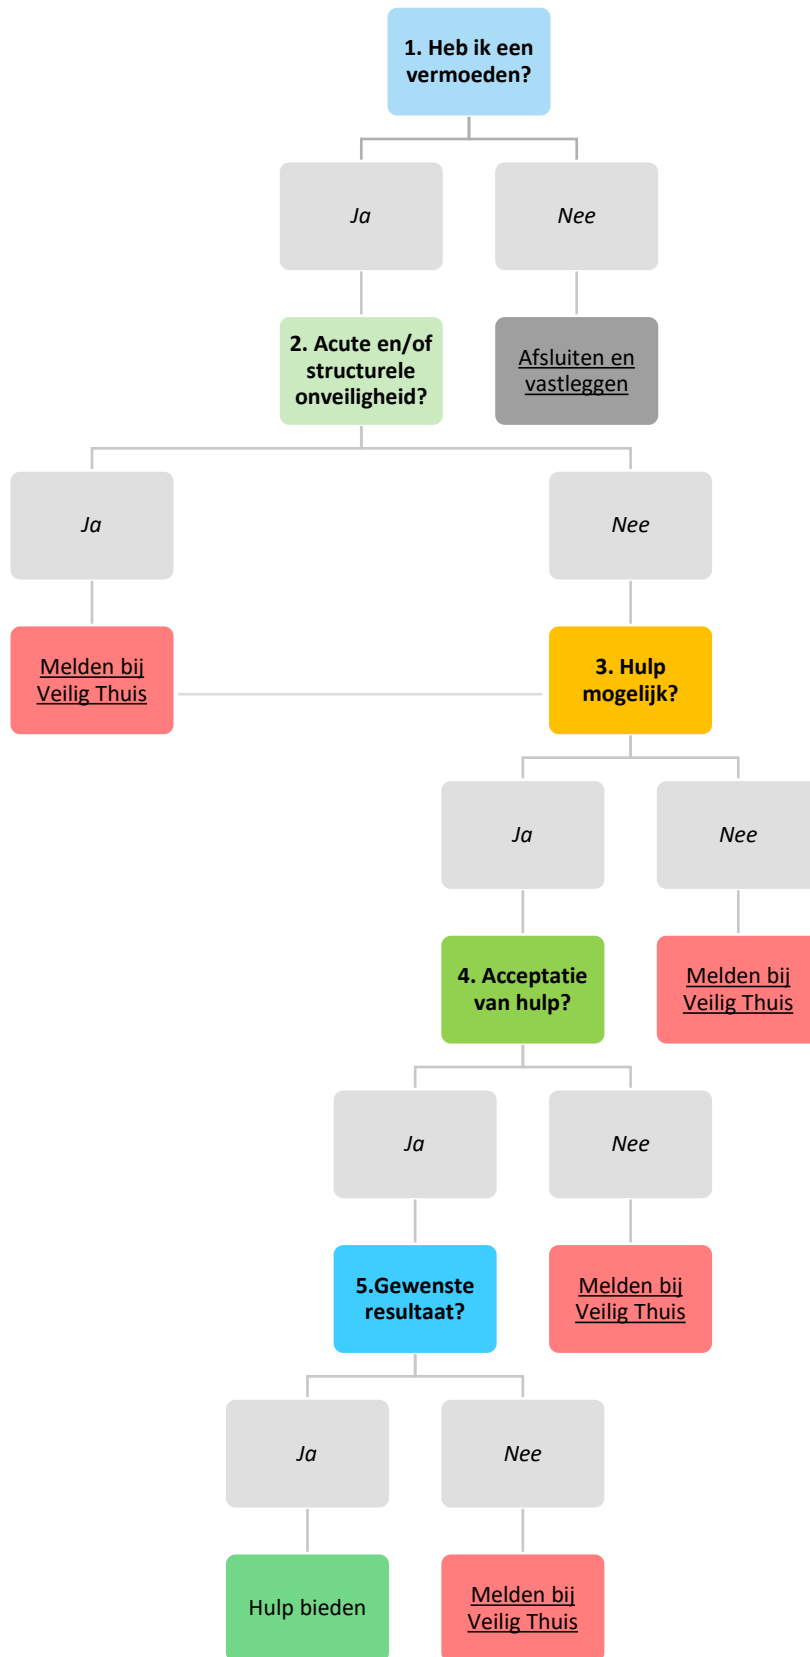 1. Heb ik een
vermoeden?
Ja
Nee
2. Acute en/of
structurele
onveiligheid?
Afsluiten en
vastleggen
Ja
Nee
Melden bij
Veilig Thuis
3. Hulp
mogelijk?
Ja
Nee
4. Acceptatie
van hulp?
Melden bij
Veilig Thuis
Ja
Nee
5.Gewenste
resultaat?
Melden bij
Veilig Thuis
Ja
Nee
Hulp bieden
Melden bij
Veilig Thuis